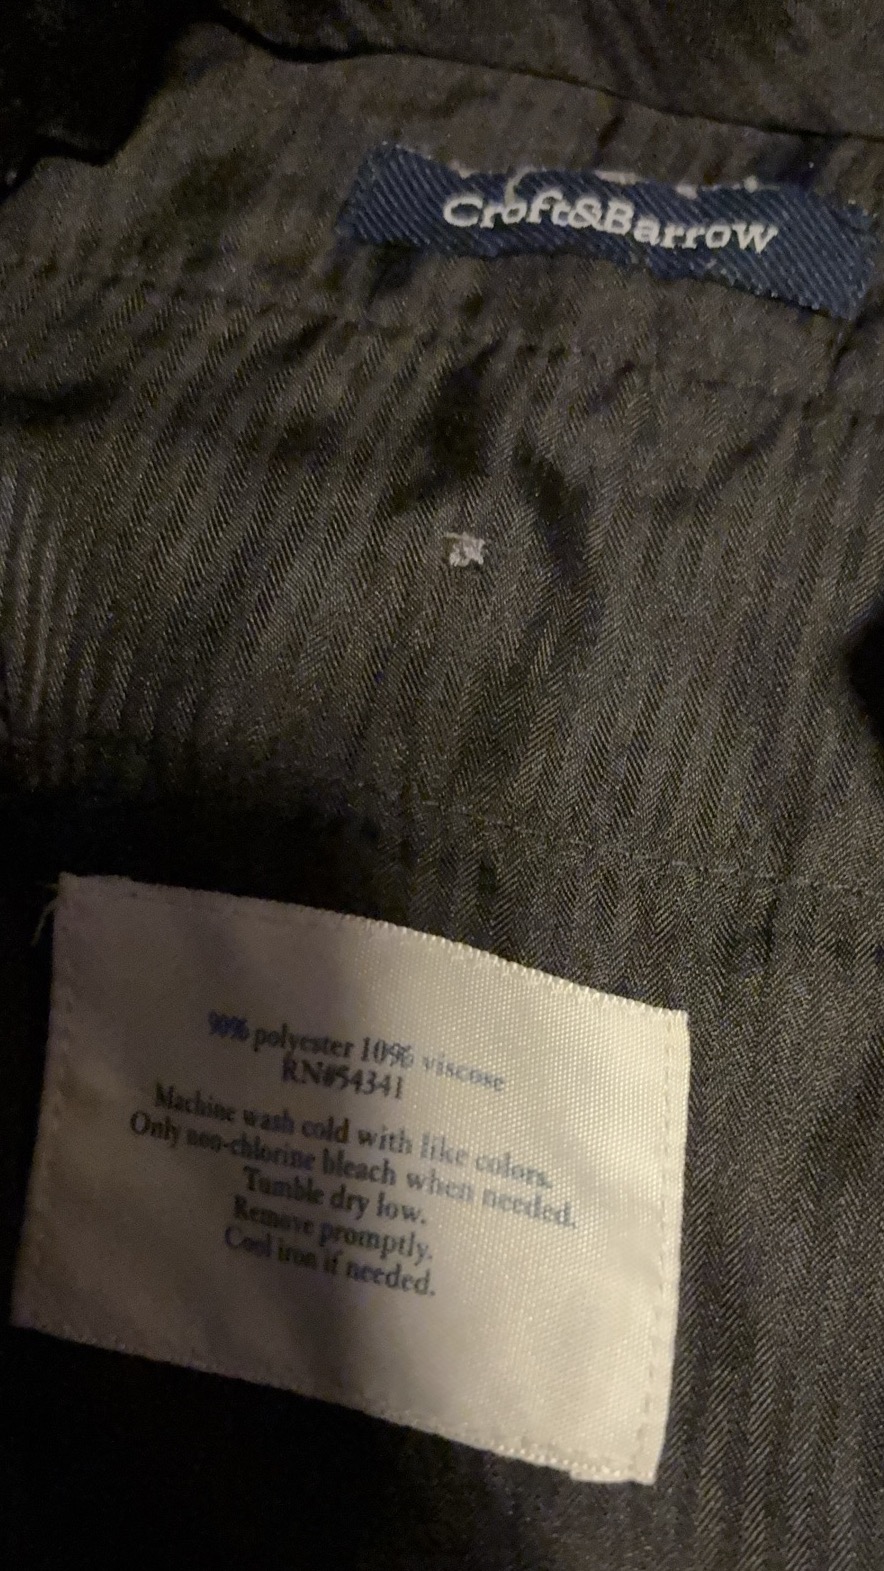 Croft&Barrow
90% polyester 10% viscose
RN#54341
Machine wash cold with like colors.
Only non-chlorine bleach when needed.
Tumble dry low.
Remove promptly.
Cool iron if needed.